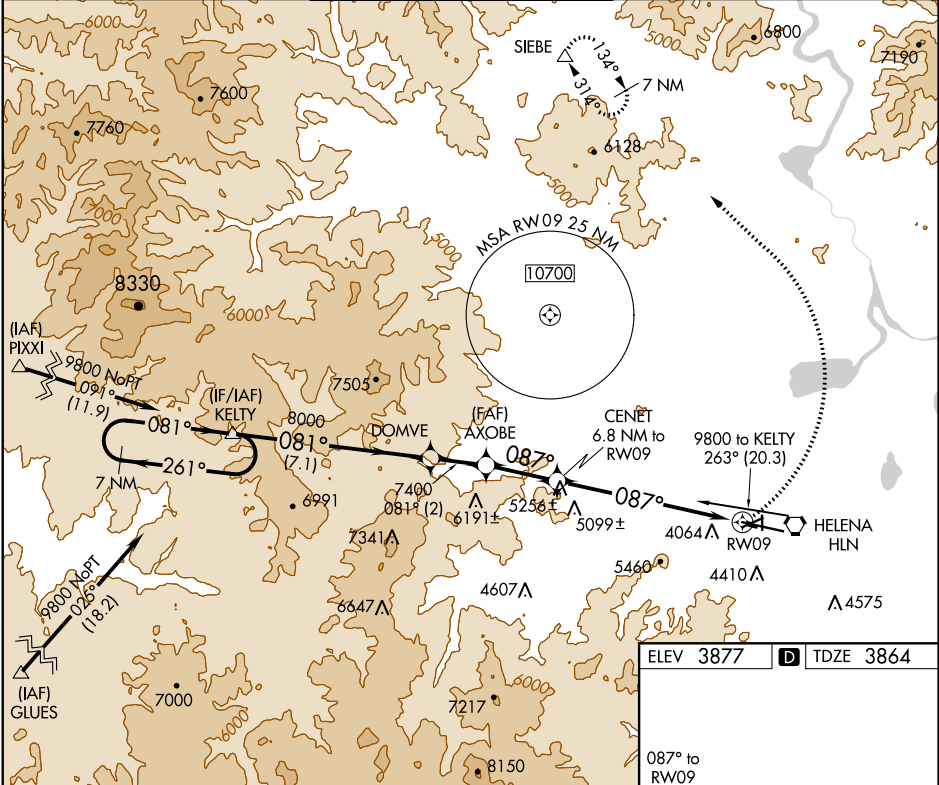 6000
5000
6800
7190
SIEBE
134°
314°
7 NM
7600
7760
6128
5000
7000
MSA RW09 25 NM
10700
8330
6000
(IAF)
PIXXI
9800 NoPT
091°
(11.9)
7505
(IF/IAF)
KELTY
8000
081°
081°
(7.1)
261°
7 NM
DOMVE
(FAF)
AXOBE
087°
CENET
6.8 NM to
RW09
9800 to KELTY
263° (20.3)
7400
081° (2)
6191±
5256±
5099±
087°
4064
RW09
HELENA
HLN
6991
7341
5460
4410
4607
4575
6647
9800 NoPT
025°
(18.2)
(IAF)
GLUES
7000
6000
7217
8150
ELEV 3877
D
TDZE 3864
087° to
RW09